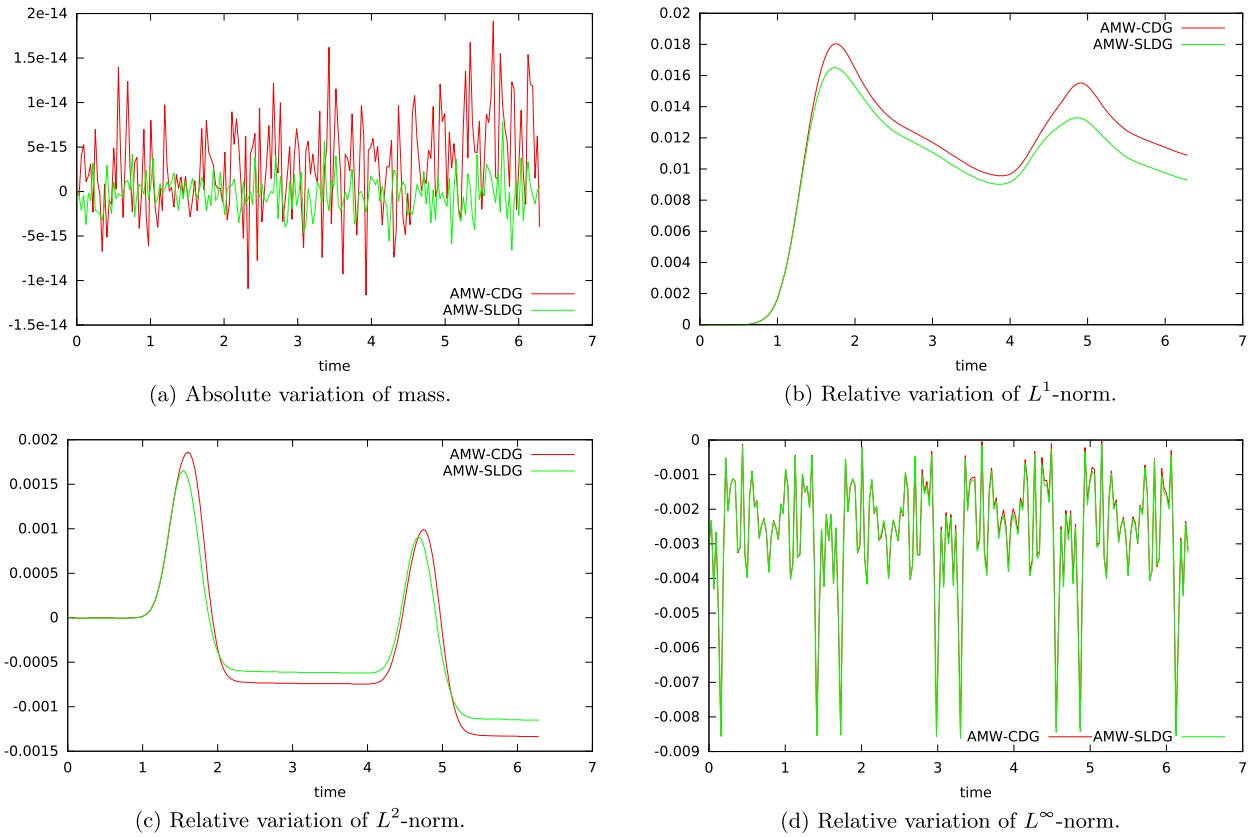 2e-14
1.5e-14
1e-14
5e-15
0
-5e-15
-1e-14
-1.5e-14
AMW-CDG
AMW-SLDG
0 1 2 3 4 5 6 7
time
(a) Absolute variation of mass.
0.02
0.018
0.016
0.014
0.012
0.01
0.008
0.006
0.004
0.002
0
AMW-CDG
AMW-SLDG
0 1 2 3 4 5 6 7
time
(b) Relative variation of L¹-norm.
0.002
0.0015
0.001
0.0005
0
-0.0005
-0.001
-0.0015
AMW-CDG
AMW-SLDG
0 1 2 3 4 5 6 7
time
(c) Relative variation of L²-norm.
0
-0.001
-0.002
-0.003
-0.004
-0.005
-0.006
-0.007
-0.008
-0.009
AMW-CDG AMW-SLDG
0 1 2 3 4 5 6 7
time
(d) Relative variation of L∞-norm.